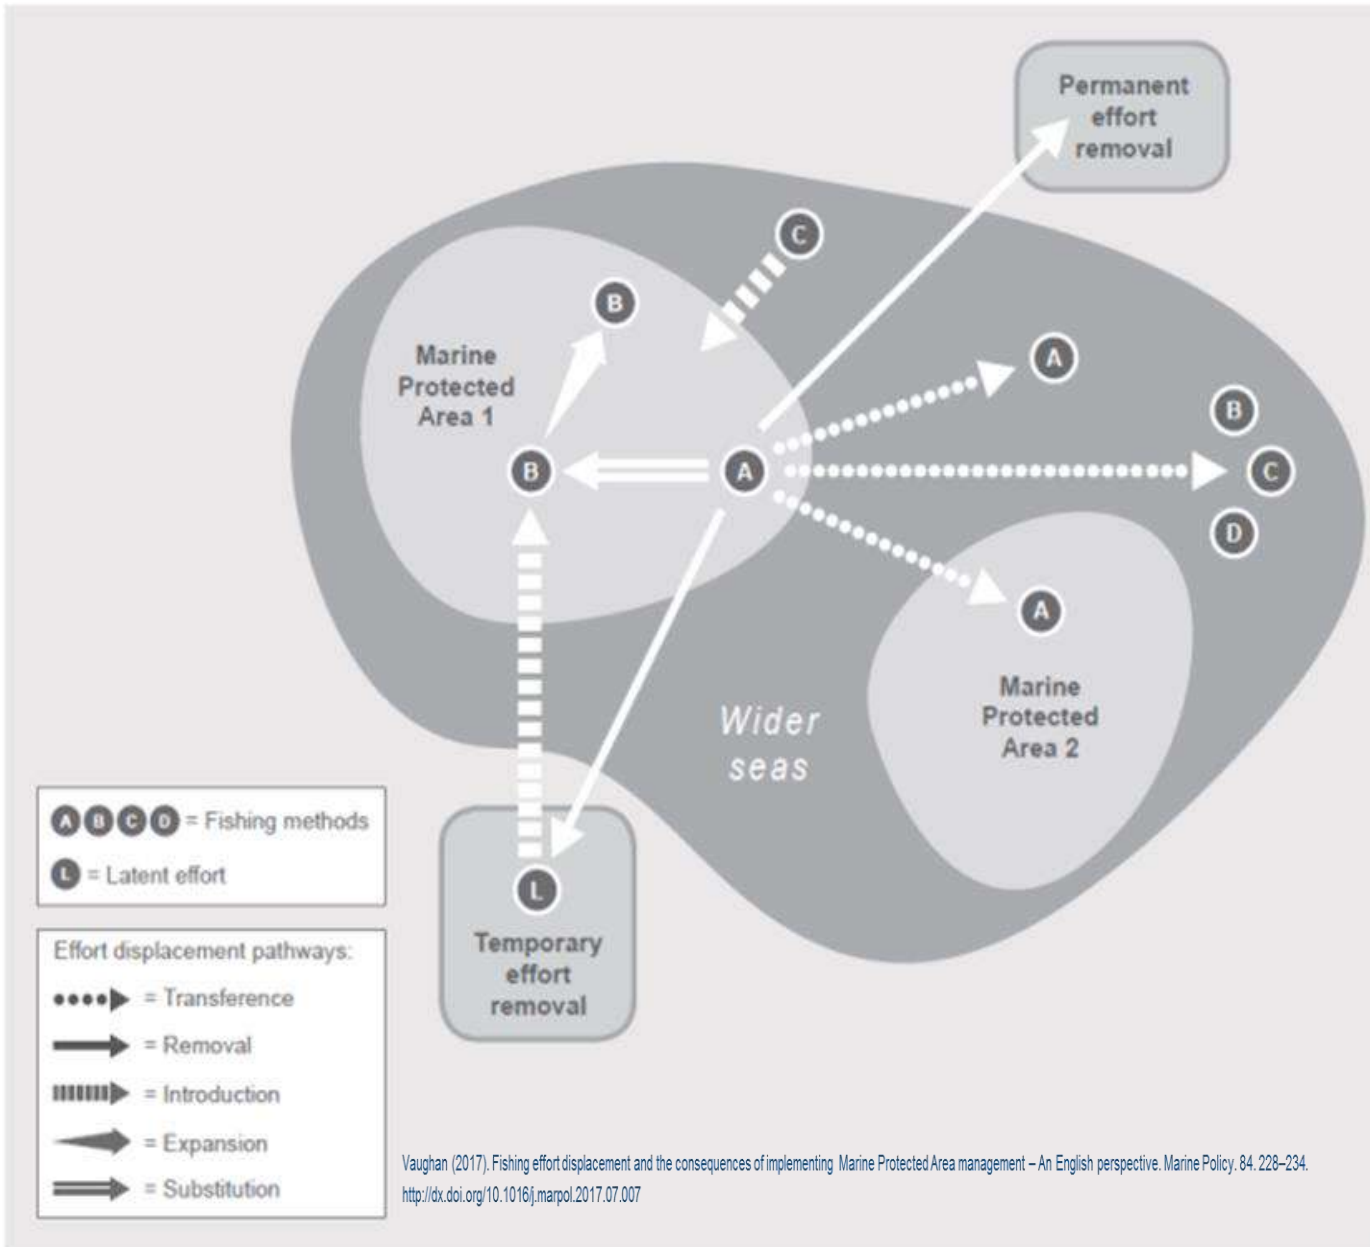 Permanent
effort
removal
C
B
Marine
Protected
Area 1
A
B
B
A
C
D
A
Marine
Protected
Area 2
Wider
seas
L
Temporary
effort
removal
A B C D = Fishing methods
L = Latent effort
Effort displacement pathways:
= Transference
= Removal
= Introduction
= Expansion
= Substitution
Vaughan (2017). Fishing effort displacement and the consequences of implementing Marine Protected Area management – An English perspective. Marine Policy. 84. 228–234.
http://dx.doi.org/10.1016/j.marpol.2017.07.007